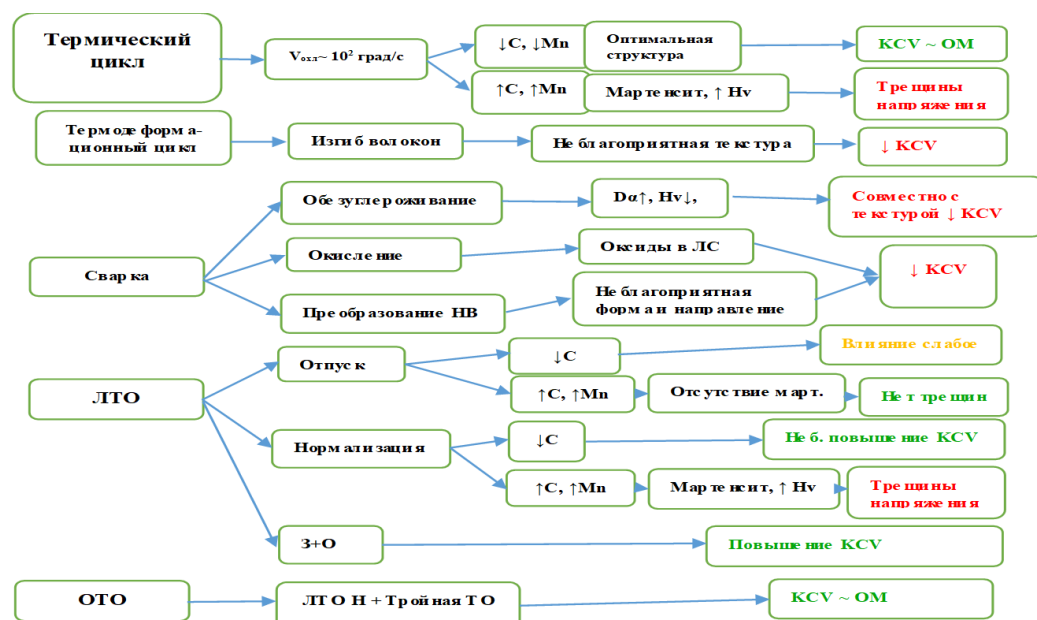 Термический
цикл
Vохл~ 10² град/с
↓C, ↓Mn
Оптимальная
структура
KCV ~ ОМ
↑C, ↑Mn
Мартенсит, ↑ Hv
Трещины
напряжения
Термодеформа-
ционный цикл
Изгиб волокон
Неблагоприятная текстура
↓ KCV
Обезуглероживание
Dα↑, Hv↓,
Совместно с
текстурой ↓ KCV
Сварка
Окисление
Оксиды в ЛС
↓ KCV
Преобразование НВ
Неблагоприятная
форма и направление
ЛТО
Отпуск
↓C
Влияние слабое
↑C, ↑Mn
Отсутствие март.
Нет трещин
Нормализация
↓C
Неб. повышение KCV
↑C, ↑Mn
Мартенсит, ↑ Hv
Трещины
напряжения
З+О
Повышение KCV
ОТО
ЛТО Н + Тройная ТО
KCV ~ ОМ